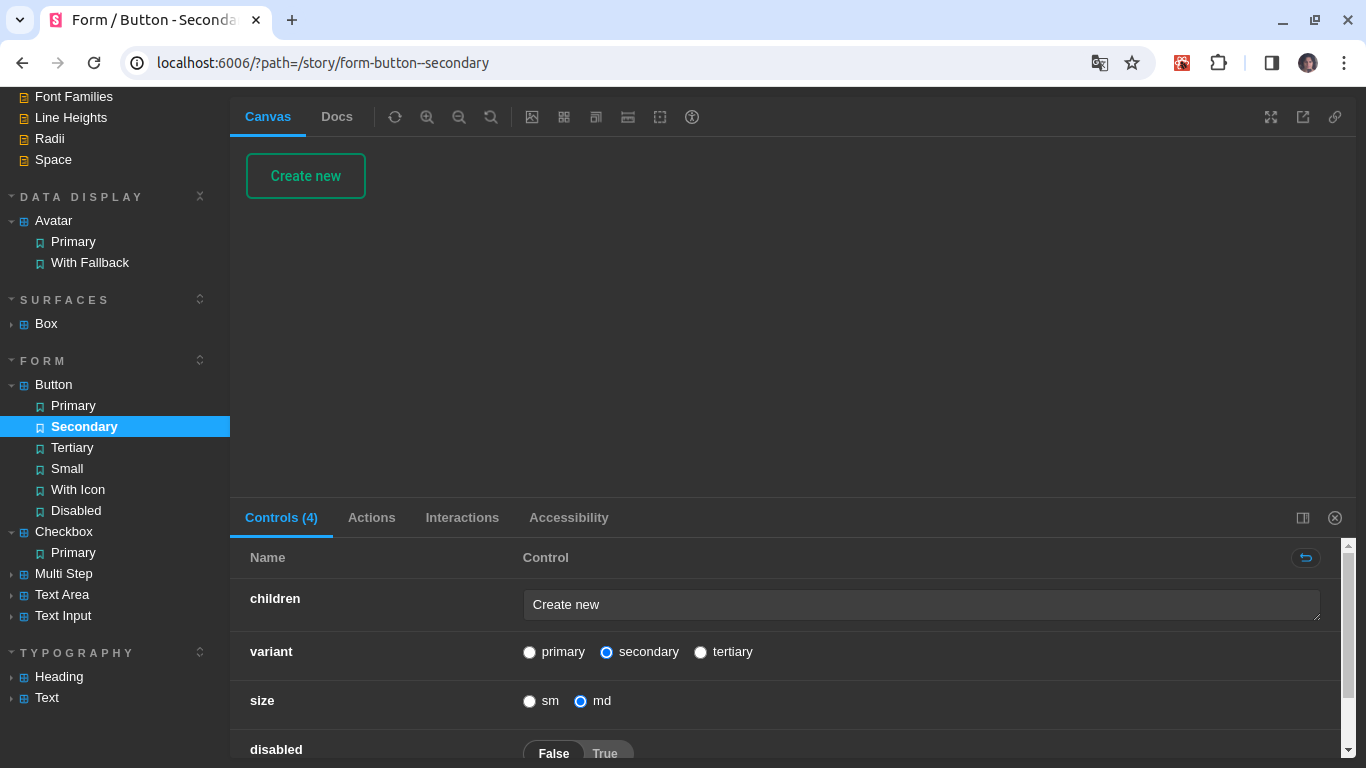 Form / Button - Seconda
localhost:6006/?path=/story/form-button--secondary
Font Families
Line Heights
Radii
Space
DATA DISPLAY
Avatar
Primary
With Fallback
SURFACES
Box
FORM
Button
Primary
Secondary
Tertiary
Small
With Icon
Disabled
Checkbox
Primary
Multi Step
Text Area
Text Input
TYPOGRAPHY
Heading
Text
Canvas Docs
Create new
Controls (4) Actions Interactions Accessibility
Name Control
children Create new
variant primary secondary tertiary
size sm md
disabled False True